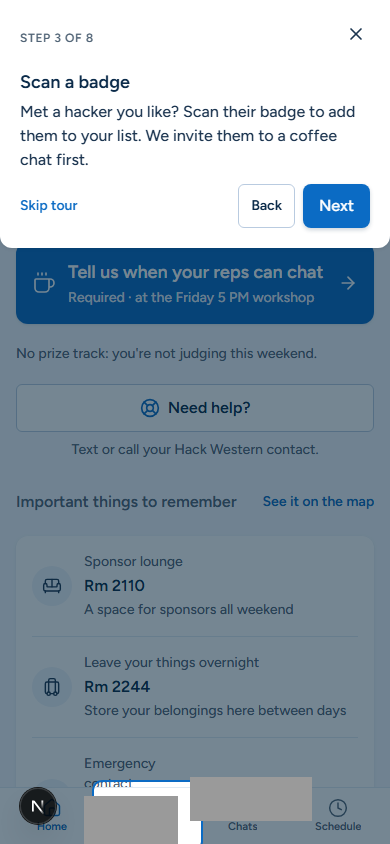 STEP 3 OF 8
Scan a badge
Met a hacker you like? Scan their badge to add
them to your list. We invite them to a coffee
chat first.
Skip tour
Back
Next
Tell us when your reps can chat
Required · at the Friday 5 PM workshop
No prize track: you're not judging this weekend.
Need help?
Text or call your Hack Western contact.
Important things to remember
See it on the map
Sponsor lounge
Rm 2110
A space for sponsors all weekend
Leave your things overnight
Rm 2244
Store your belongings here between days
Emergency
contact
N
Home
Chats
Schedule